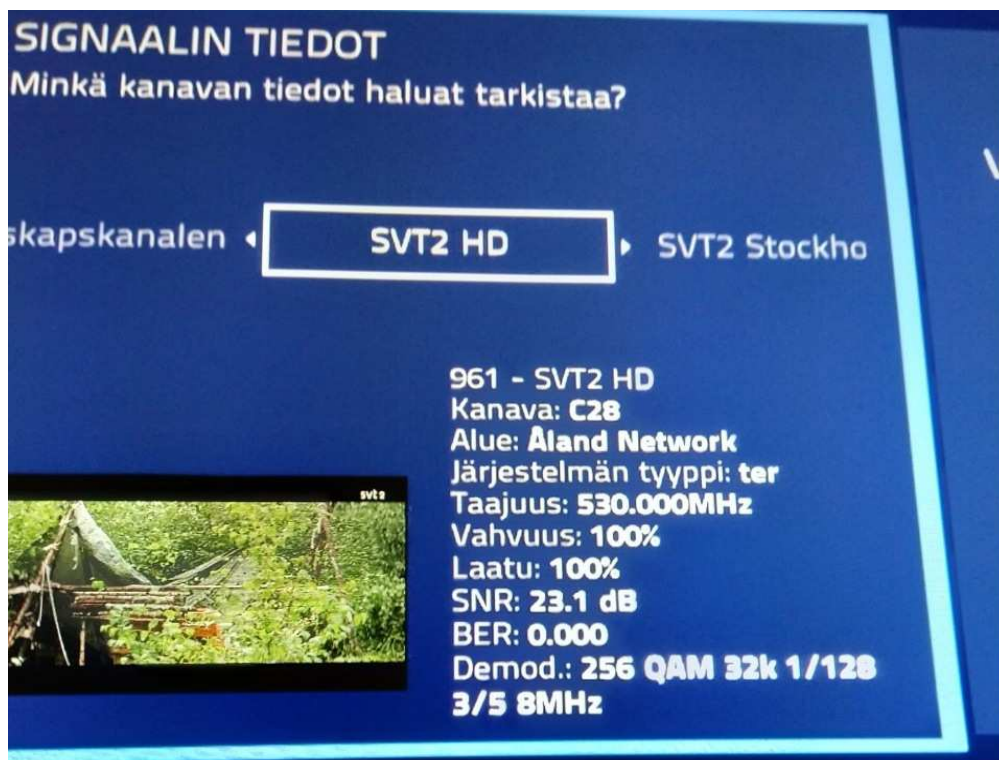 SIGNAALIN TIEDOT
Minkä kanavan tiedot haluat tarkistaa?
skapskanalen
SVT2 HD
SVT2 Stockho
961 - SVT2 HD
Kanava: C28
Alue: Åland Network
Järjestelmän tyyppi: ter
Taajuus: 530.000MHz
Vahvuus: 100%
Laatu: 100%
SNR: 23.1 dB
BER: 0.000
Demod.: 256 QAM 32k 1/128
3/5 8MHz
svt2